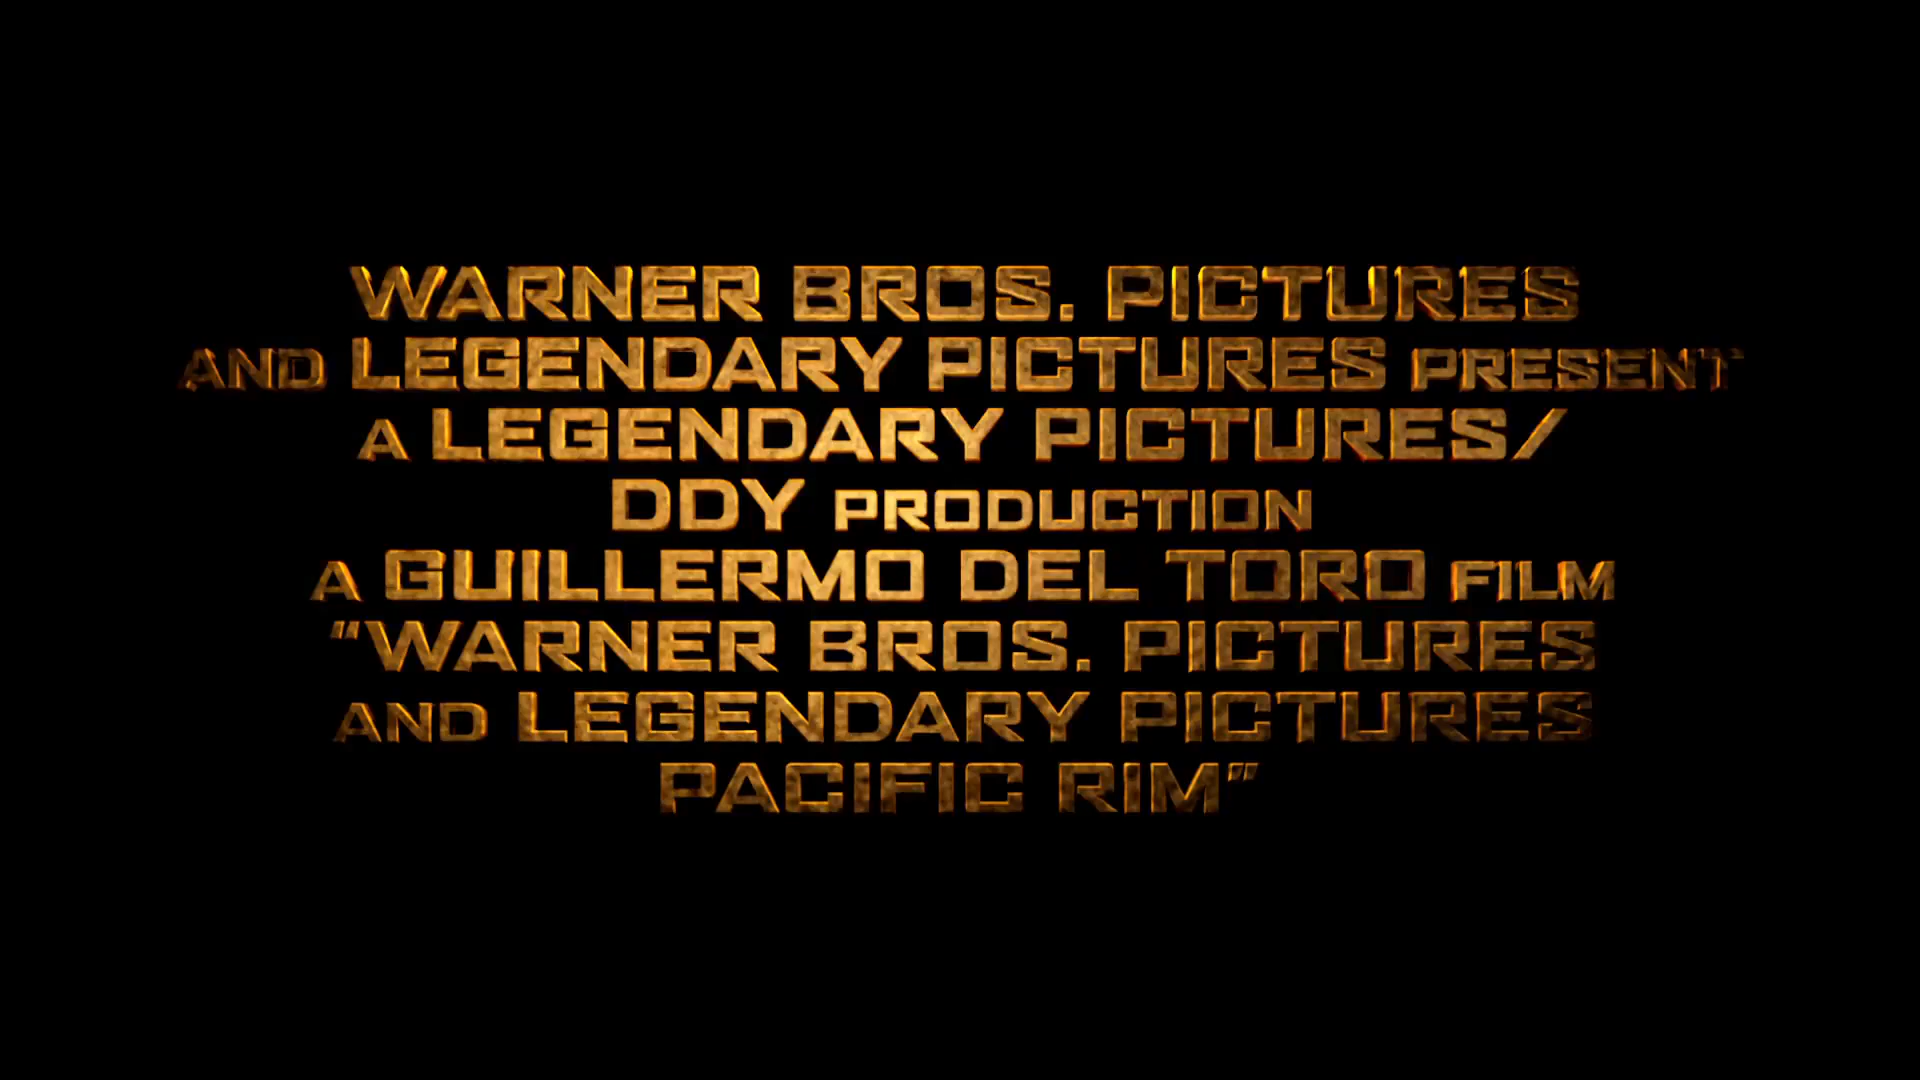 WARNER BROS. PICTURES
AND LEGENDARY PICTURES PRESENT
A LEGENDARY PICTURES/
DDY PRODUCTION
A GUILLERMO DEL TORO FILM
"WARNER BROS. PICTURES
AND LEGENDARY PICTURES
PACIFIC RIM"